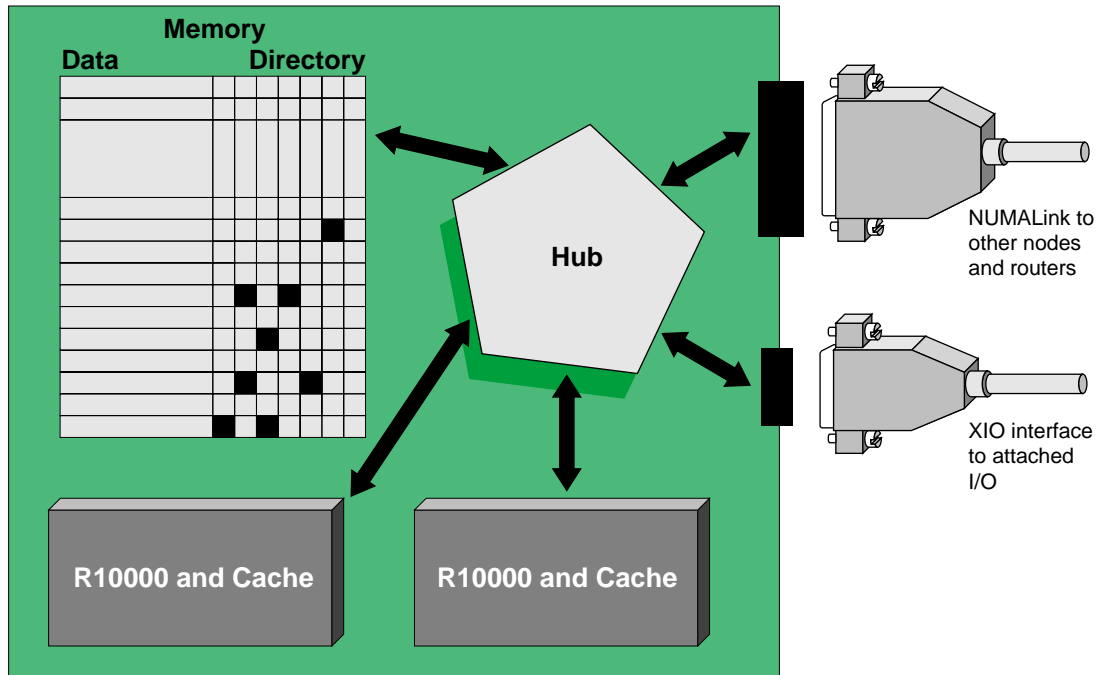 Memory
Data Directory
Hub
NUMALink to
other nodes
and routers
XIO interface
to attached
I/O
R10000 and Cache
R10000 and Cache